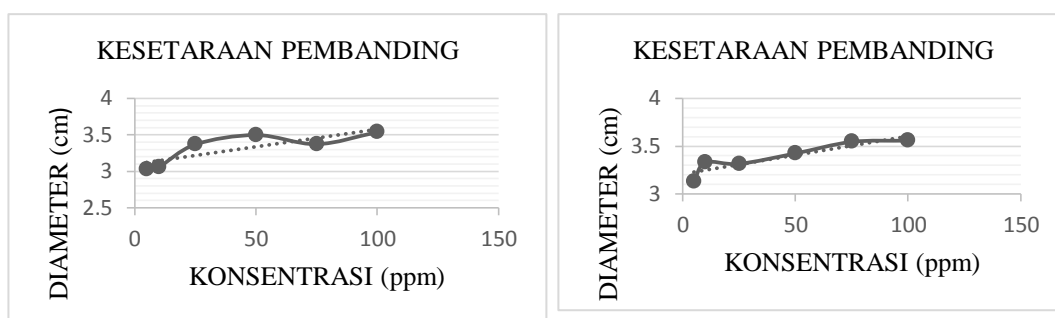 KESETARAAN PEMBANDING
DIAMETER (cm)
4
3.5
3
2.5
0
50
100
150
KONSENTRASI (ppm)
KESETARAAN PEMBANDING
DIAMETER (cm)
4
3.5
3
0
50
100
150
KONSENTRASI (ppm)